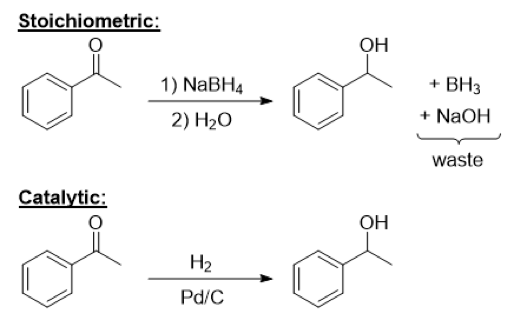 Stoichiometric:
O
OH
1) NaBH4
2) H2O
+ BH3
+ NaOH
waste
Catalytic:
O
OH
H2
Pd/C